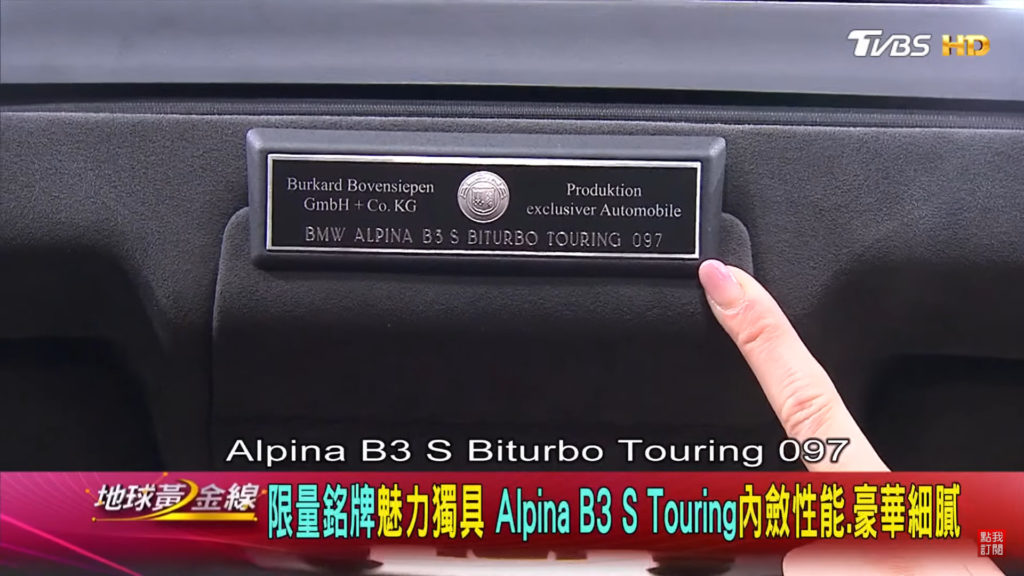 TVBS HD
Burkard Bovensiepen
GmbH + Co. KG
Produktion
exclusiver Automobile
BMW ALPINA B3 S BITURBO TOURING 097
Alpina B3 S Biturbo Touring 097
地球黃金線
限量銘牌魅力獨具 Alpina B3 S Touring內斂性能.豪華細膩
點我
訂閱